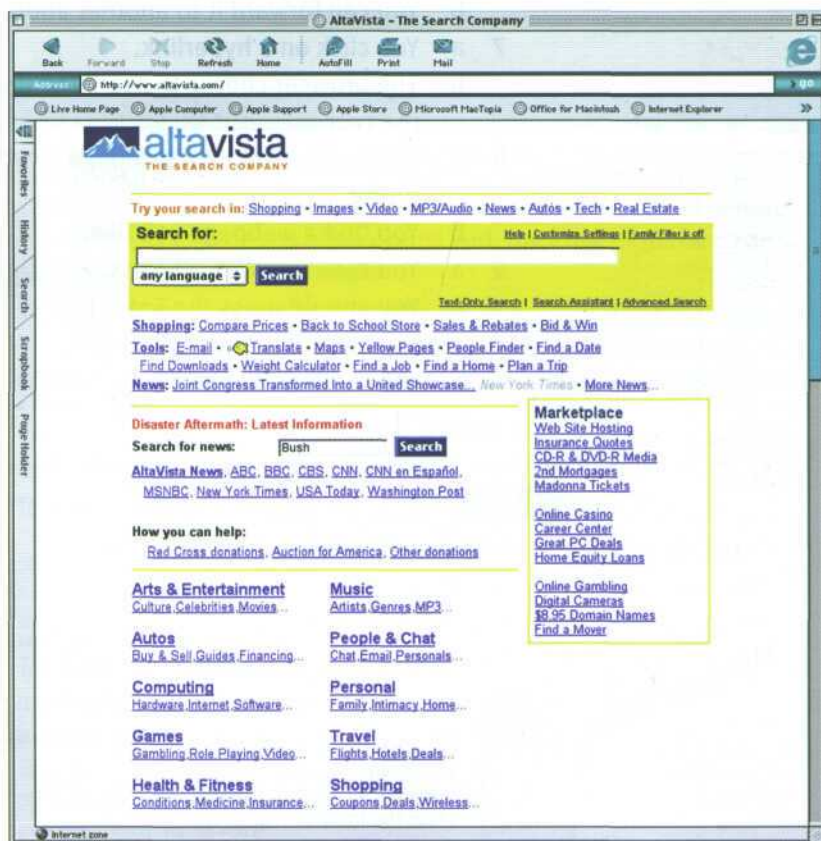 AltaVista - The Search Company
Back Forward Stop Refresh Home AutoFill Print Mail
Address http://www.altavista.com/ go
Live Home Page Apple Computer Apple Support Apple Store Microsoft MacTopia Office for Macintosh Internet Explorer
Favorites
History
Search
Scrapbook
Page Holder
altavista
THE SEARCH COMPANY
Try your search in: Shopping • Images • Video • MP3/Audio • News • Autos • Tech • Real Estate
Search for: Help | Customize Settings | Family Filter is off
any language Search
Text-Only Search | Search Assistant | Advanced Search
Shopping: Compare Prices • Back to School Store • Sales & Rebates • Bid & Win
Tools: E-mail • Translate • Maps • Yellow Pages • People Finder • Find a Date
Find Downloads • Weight Calculator • Find a Job • Find a Home • Plan a Trip
News: Joint Congress Transformed Into a United Showcase... New York Times • More News...
Disaster Aftermath: Latest Information
Search for news: Bush Search
AltaVista News, ABC, BBC, CBS, CNN, CNN en Español,
MSNBC, New York Times, USA Today, Washington Post
How you can help:
Red Cross donations, Auction for America, Other donations
Marketplace
Web Site Hosting
Insurance Quotes
CD-R & DVD-R Media
2nd Mortgages
Madonna Tickets
Online Casino
Career Center
Great PC Deals
Home Equity Loans
Online Gambling
Digital Cameras
$8.95 Domain Names
Find a Mover
Arts & Entertainment
Culture,Celebrities,Movies...
Music
Artists,Genres,MP3...
Autos
Buy & Sell,Guides,Financing...
People & Chat
Chat,Email,Personals...
Computing
Hardware,Internet,Software...
Personal
Family,Intimacy,Home...
Games
Gambling,Role Playing,Video...
Travel
Flights,Hotels,Deals...
Health & Fitness
Conditions,Medicine,Insurance...
Shopping
Coupons,Deals,Wireless...
Internet zone